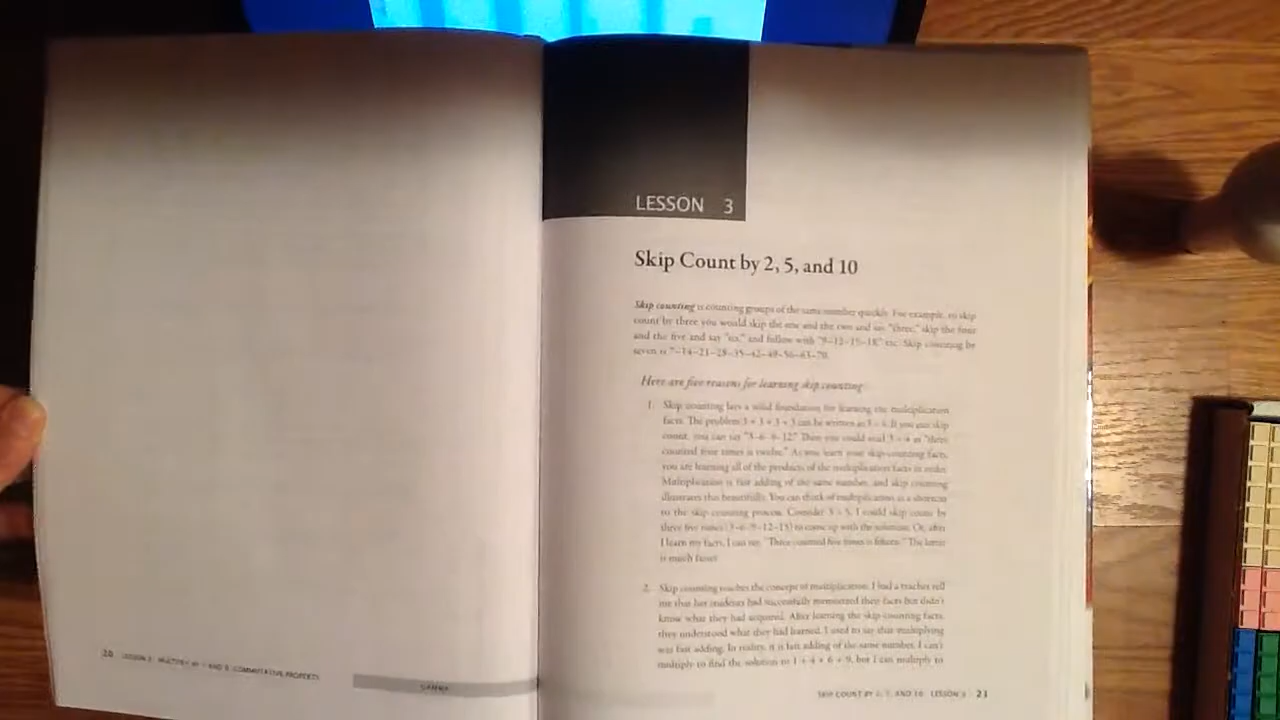 20 LESSON 2 MULTIPLY BY 1 AND 0, COMMUTATIVE PROPERTY
GAMMA
LESSON 3
Skip Count by 2, 5, and 10
Skip counting is counting groups of the same number quickly. For example, to skip
count by three you would skip the one and the two and say "three," skip the four
and the five and say "six," and follow with "9–12–15–18," etc. Skip counting by
seven is 7–14–21–28–35–42–49–56–63–70.
Here are five reasons for learning skip counting:
1. Skip counting lays a solid foundation for learning the multiplication
facts. The problem 3 + 3 + 3 + 3 can be written as 3 × 4. If you can skip
count, you can say "3–6–9–12." Then you could read 3 × 4 as "three
counted four times is twelve." As you learn your skip-counting facts,
you are learning all of the products of the multiplication facts in order.
Multiplication is fast adding of the same number, and skip counting
illustrates this beautifully. You can think of multiplication as a shortcut
to the skip-counting process. Consider 3 × 5. I could skip count by
three five times (3–6–9–12–15) to come up with the solution. Or, after
I learn my facts, I can say, "Three counted five times is fifteen." The latter
is much faster.
2. Skip counting teaches the concept of multiplication. I had a teacher tell
me that her students had successfully memorized their facts but didn't
know what they had acquired. After learning the skip-counting facts,
they understood what they had learned. I used to say that multiplying
was fast adding. In reality, it is fast adding of the same number. I can't
multiply to find the solution to 1 + 4 + 6 + 9, but I can multiply to
SKIP COUNT BY 2, 5, AND 10 LESSON 3 21